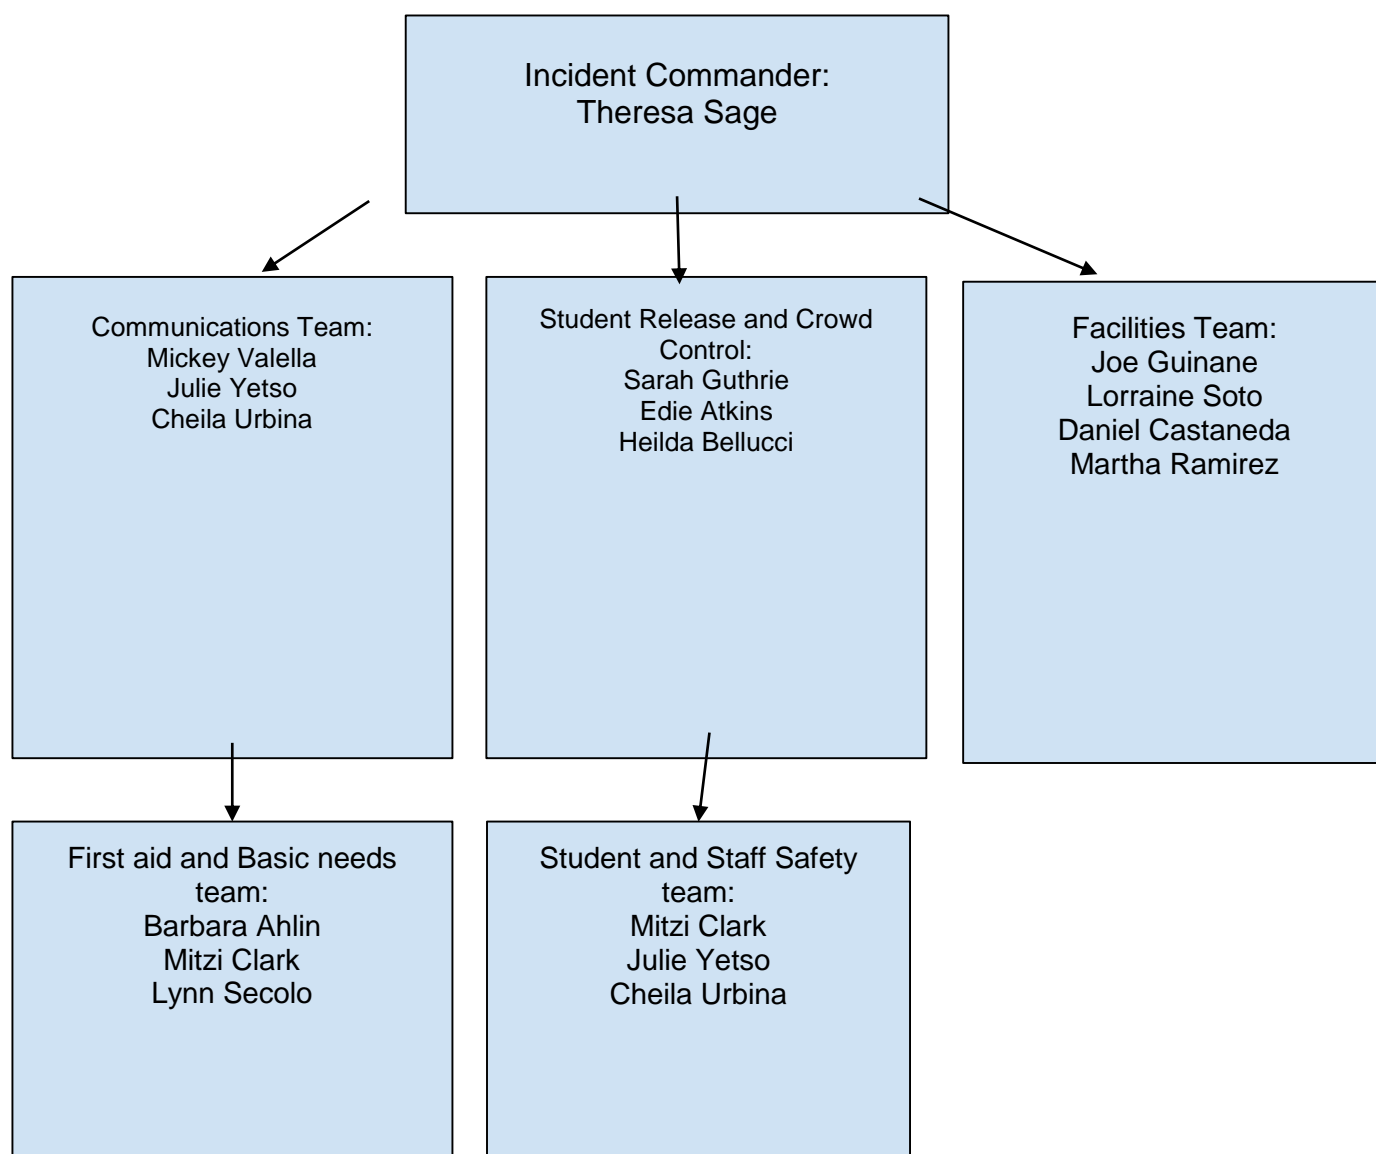 Incident Commander:
Theresa Sage
Communications Team:
Mickey Valella
Julie Yetso
Cheila Urbina
Student Release and Crowd
Control:
Sarah Guthrie
Edie Atkins
Heilda Bellucci
Facilities Team:
Joe Guinane
Lorraine Soto
Daniel Castaneda
Martha Ramirez
First aid and Basic needs
team:
Barbara Ahlin
Mitzi Clark
Lynn Secolo
Student and Staff Safety
team:
Mitzi Clark
Julie Yetso
Cheila Urbina